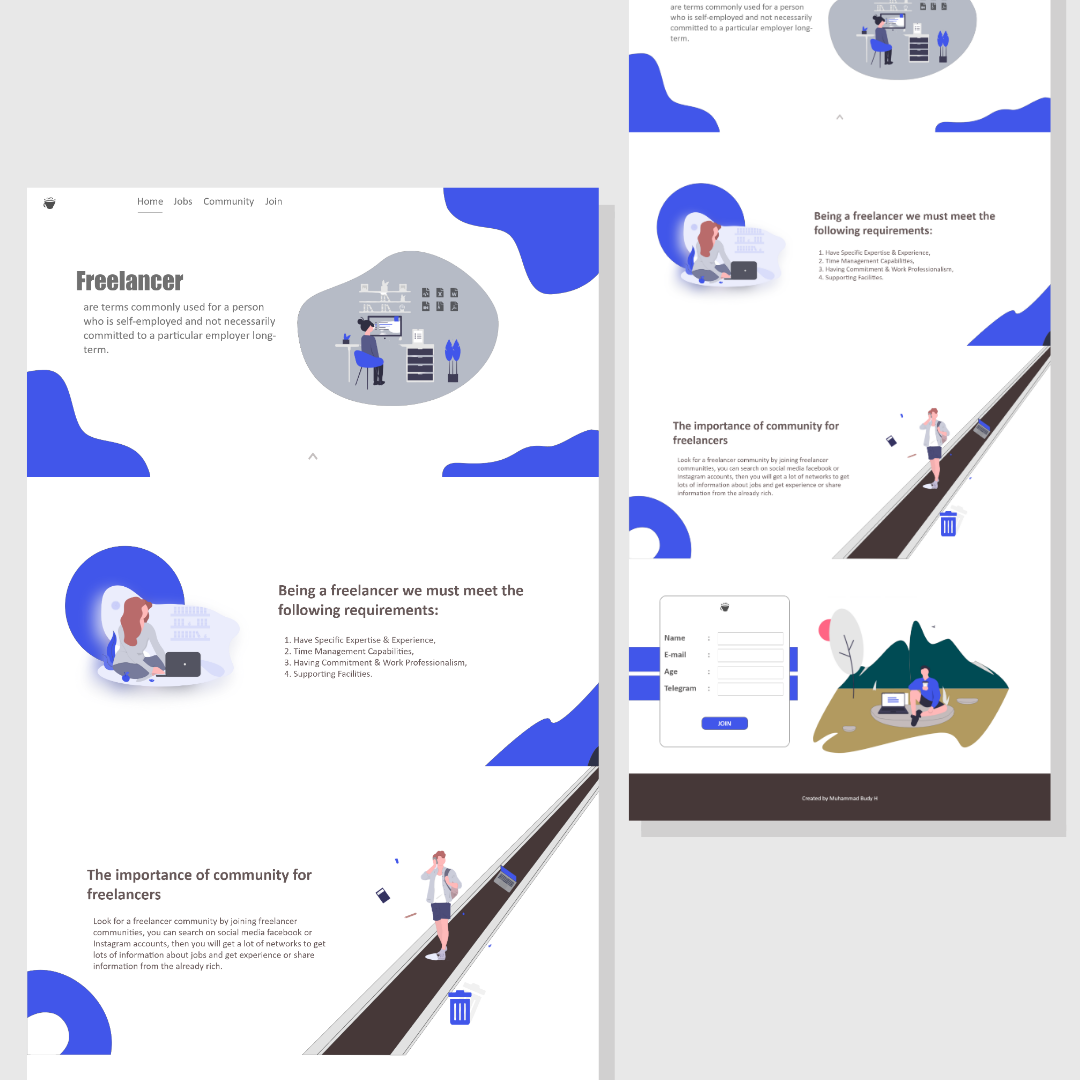 Home Jobs Community Join
Freelancer
are terms commonly used for a person
who is self-employed and not necessarily
committed to a particular employer long-
term.
Being a freelancer we must meet the
following requirements:
1. Have Specific Expertise & Experience,
2. Time Management Capabilities,
3. Having Commitment & Work Professionalism,
4. Supporting Facilities.
The importance of community for
freelancers
Look for a freelancer community by joining freelancer
communities, you can search on social media facebook or
Instagram accounts, then you will get a lot of networks to get
lots of information about jobs and get experience or share
information from the already rich.
are terms commonly used for a person
who is self-employed and not necessarily
committed to a particular employer long-
term.
Being a freelancer we must meet the
following requirements:
1. Have Specific Expertise & Experience,
2. Time Management Capabilities,
3. Having Commitment & Work Professionalism,
4. Supporting Facilities.
The importance of community for
freelancers
Look for a freelancer community by joining freelancer
communities, you can search on social media facebook or
Instagram accounts, then you will get a lot of networks to get
lots of information about jobs and get experience or share
information from the already rich.
Name :
E-mail :
Age :
Telegram :
JOIN
Created by Muhammad Budy H